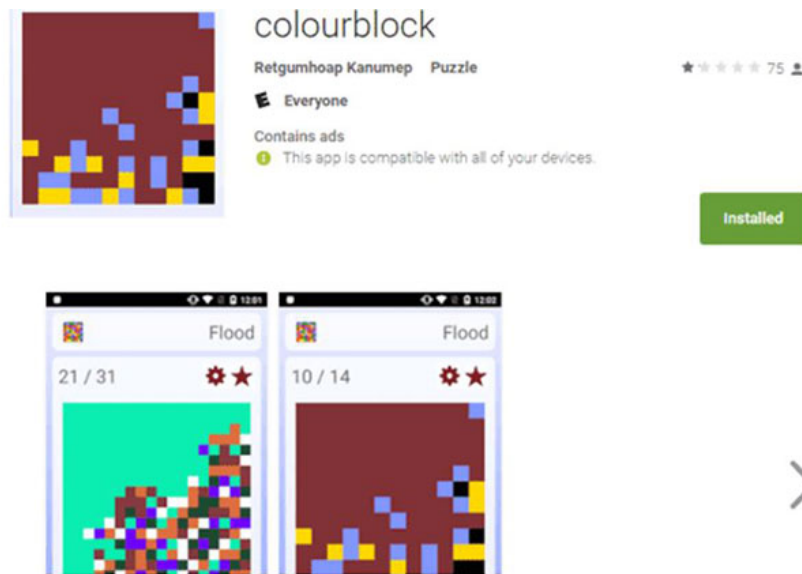 colourblock
Retgumhoap Kanumep Puzzle
75
E Everyone
Contains ads
This app is compatible with all of your devices.
Installed
12:01
12:02
Flood
Flood
21 / 31
10 / 14